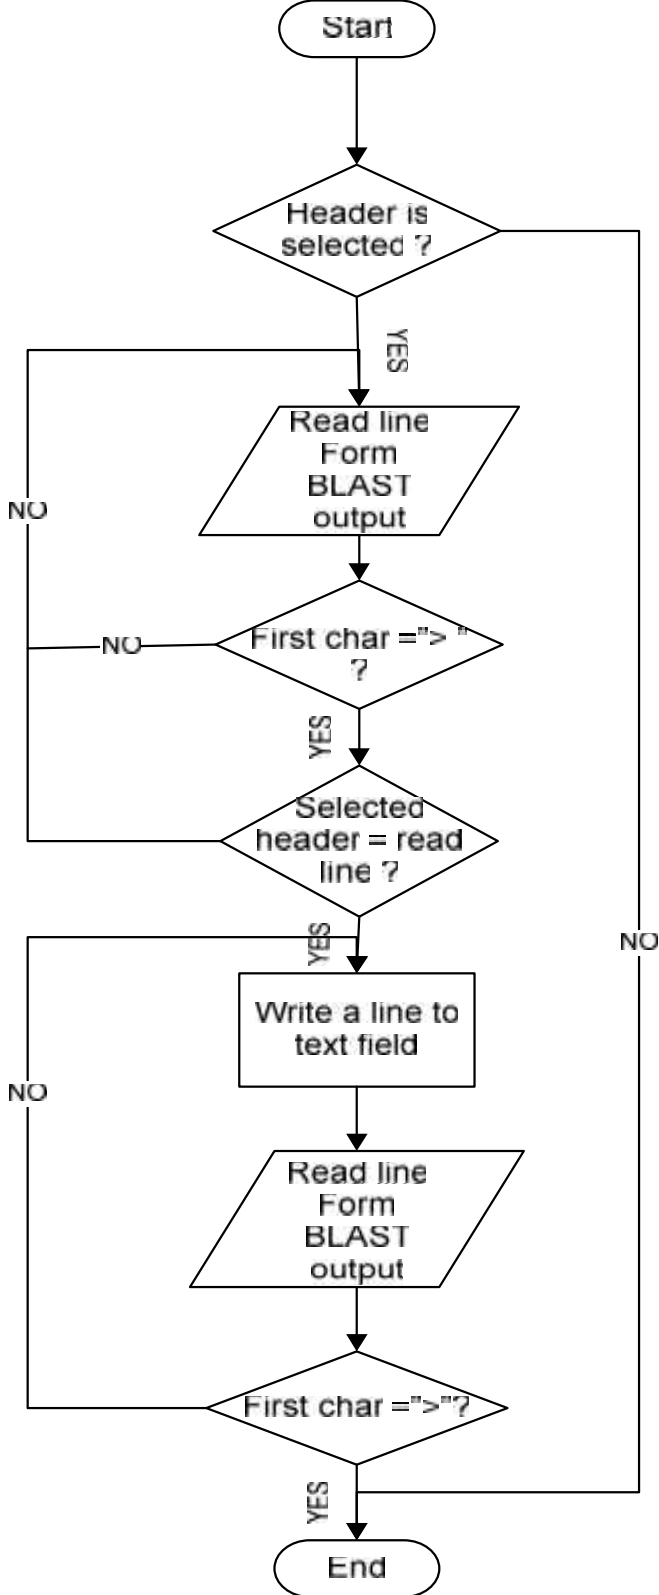 Start
Header is
selected ?
YES
Read line
Form
BLAST
output
NO
First char =">"
?
NO
YES
Selected
header = read
line ?
YES
NO
Write a line to
text field
NO
Read line
Form
BLAST
output
First char =">"?
YES
End